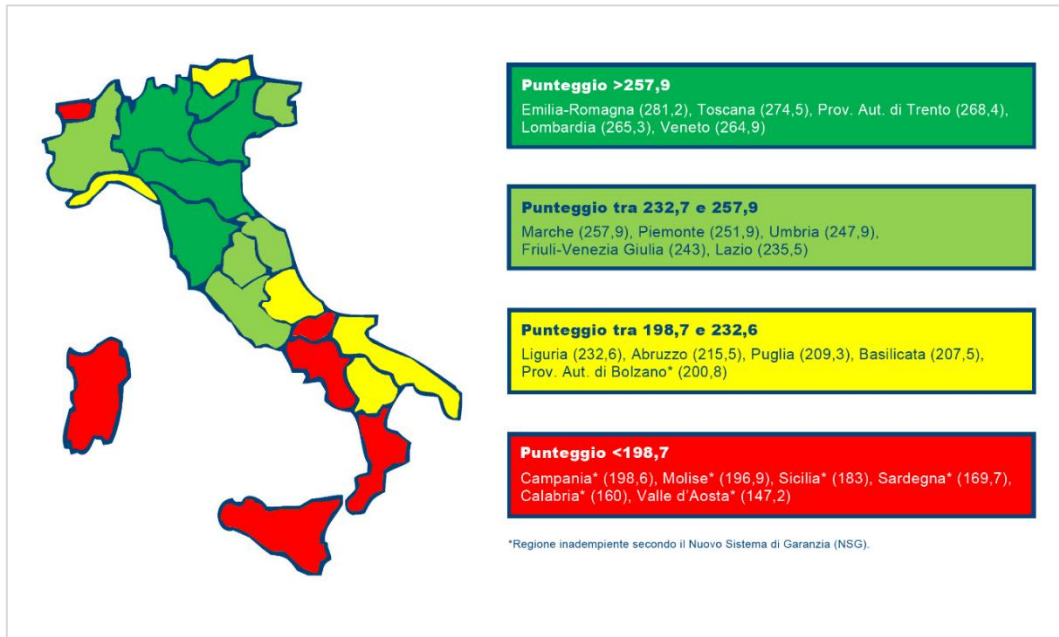 Punteggio >257,9
Emilia-Romagna (281,2), Toscana (274,5), Prov. Aut. di Trento (268,4),
Lombardia (265,3), Veneto (264,9)
Punteggio tra 232,7 e 257,9
Marche (257,9), Piemonte (251,9), Umbria (247,9),
Friuli-Venezia Giulia (243), Lazio (235,5)
Punteggio tra 198,7 e 232,6
Liguria (232,6), Abruzzo (215,5), Puglia (209,3), Basilicata (207,5),
Prov. Aut. di Bolzano* (200,8)
Punteggio <198,7
Campania* (198,6), Molise* (196,9), Sicilia* (183), Sardegna* (169,7),
Calabria* (160), Valle d'Aosta* (147,2)
*Regione inadempiente secondo il Nuovo Sistema di Garanzia (NSG).